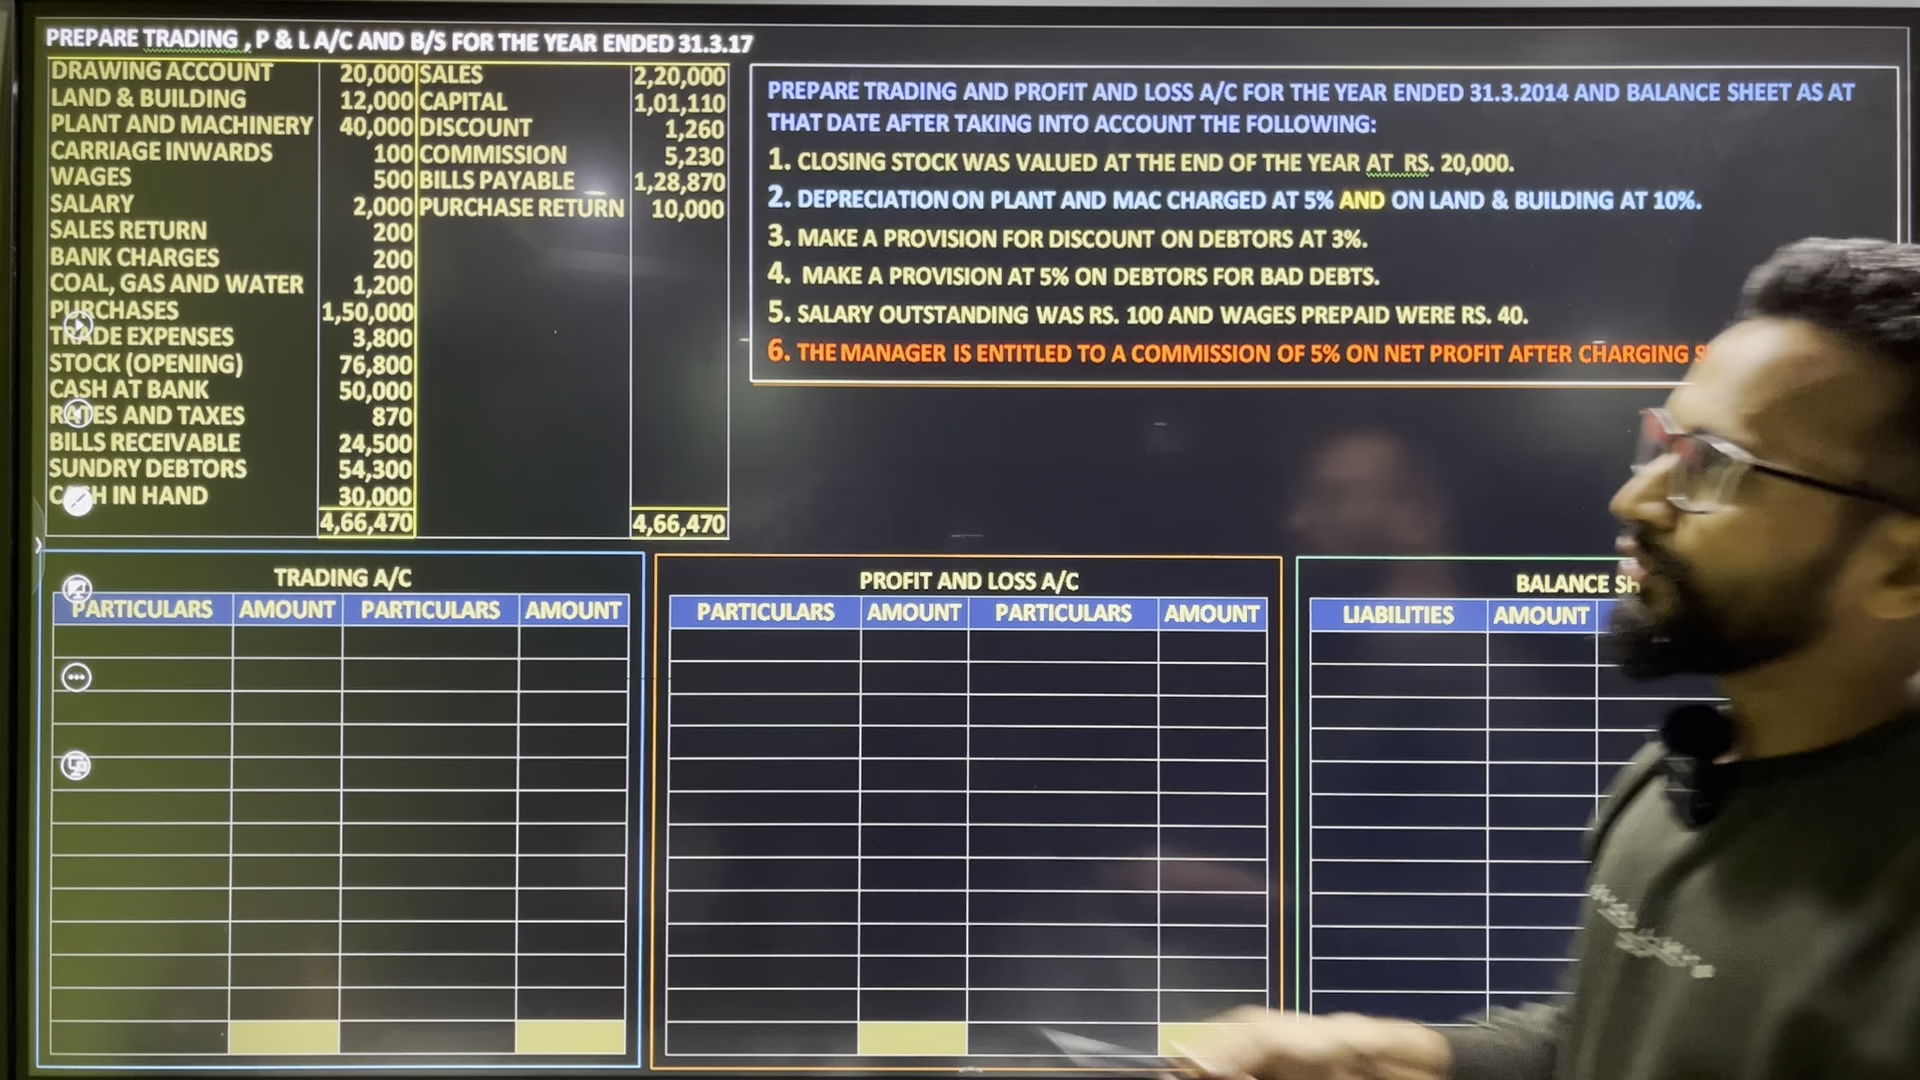 PREPARE TRADING , P & L A/C AND B/S FOR THE YEAR ENDED 31.3.17
DRAWING ACCOUNT 20,000 SALES 2,20,000
LAND & BUILDING 12,000 CAPITAL 1,01,110
PLANT AND MACHINERY 40,000 DISCOUNT 1,260
CARRIAGE INWARDS 100 COMMISSION 5,230
WAGES 500 BILLS PAYABLE 1,28,870
SALARY 2,000 PURCHASE RETURN 10,000
SALES RETURN 200
BANK CHARGES 200
COAL, GAS AND WATER 1,200
PURCHASES 1,50,000
TRADE EXPENSES 3,800
STOCK (OPENING) 76,800
CASH AT BANK 50,000
RATES AND TAXES 870
BILLS RECEIVABLE 24,500
SUNDRY DEBTORS 54,300
CASH IN HAND 30,000
4,66,470 4,66,470
PREPARE TRADING AND PROFIT AND LOSS A/C FOR THE YEAR ENDED 31.3.2014 AND BALANCE SHEET AS AT
THAT DATE AFTER TAKING INTO ACCOUNT THE FOLLOWING:
1. CLOSING STOCK WAS VALUED AT THE END OF THE YEAR AT RS. 20,000.
2. DEPRECIATION ON PLANT AND MAC CHARGED AT 5% AND ON LAND & BUILDING AT 10%.
3. MAKE A PROVISION FOR DISCOUNT ON DEBTORS AT 3%.
4. MAKE A PROVISION AT 5% ON DEBTORS FOR BAD DEBTS.
5. SALARY OUTSTANDING WAS RS. 100 AND WAGES PREPAID WERE RS. 40.
6. THE MANAGER IS ENTITLED TO A COMMISSION OF 5% ON NET PROFIT AFTER CHARGING
TRADING A/C
PARTICULARS AMOUNT PARTICULARS AMOUNT
PROFIT AND LOSS A/C
PARTICULARS AMOUNT PARTICULARS AMOUNT
BALANCE SH
LIABILITIES AMOUNT